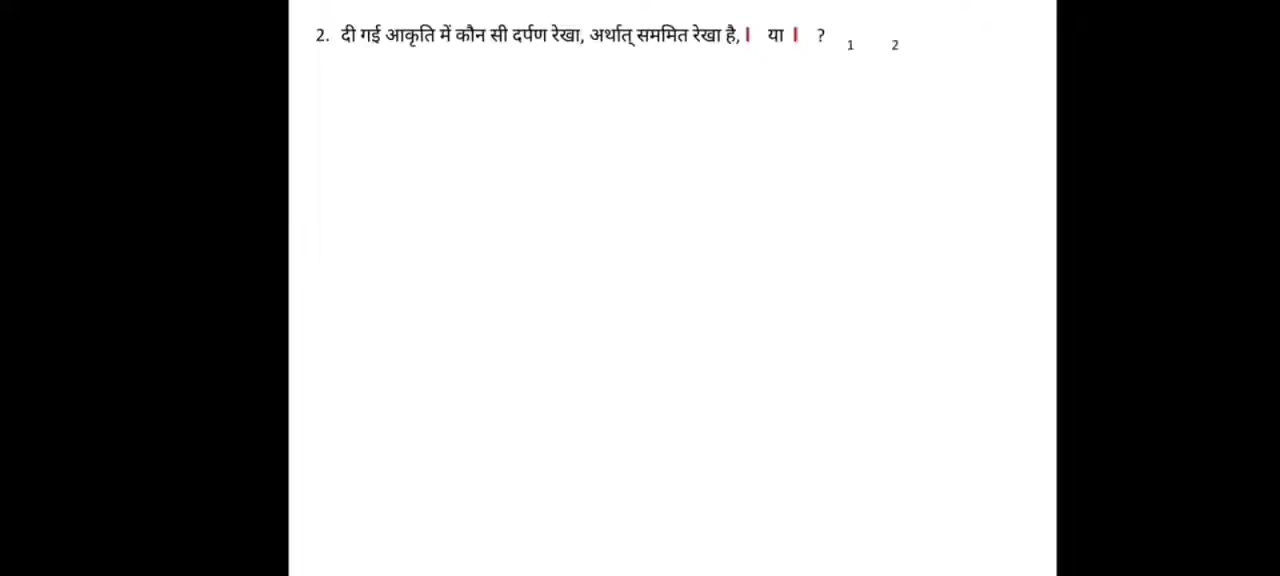 2. दी गई आकृति में कौन सी दर्पण रेखा, अर्थात् सममित रेखा है, l या l ? 1 2